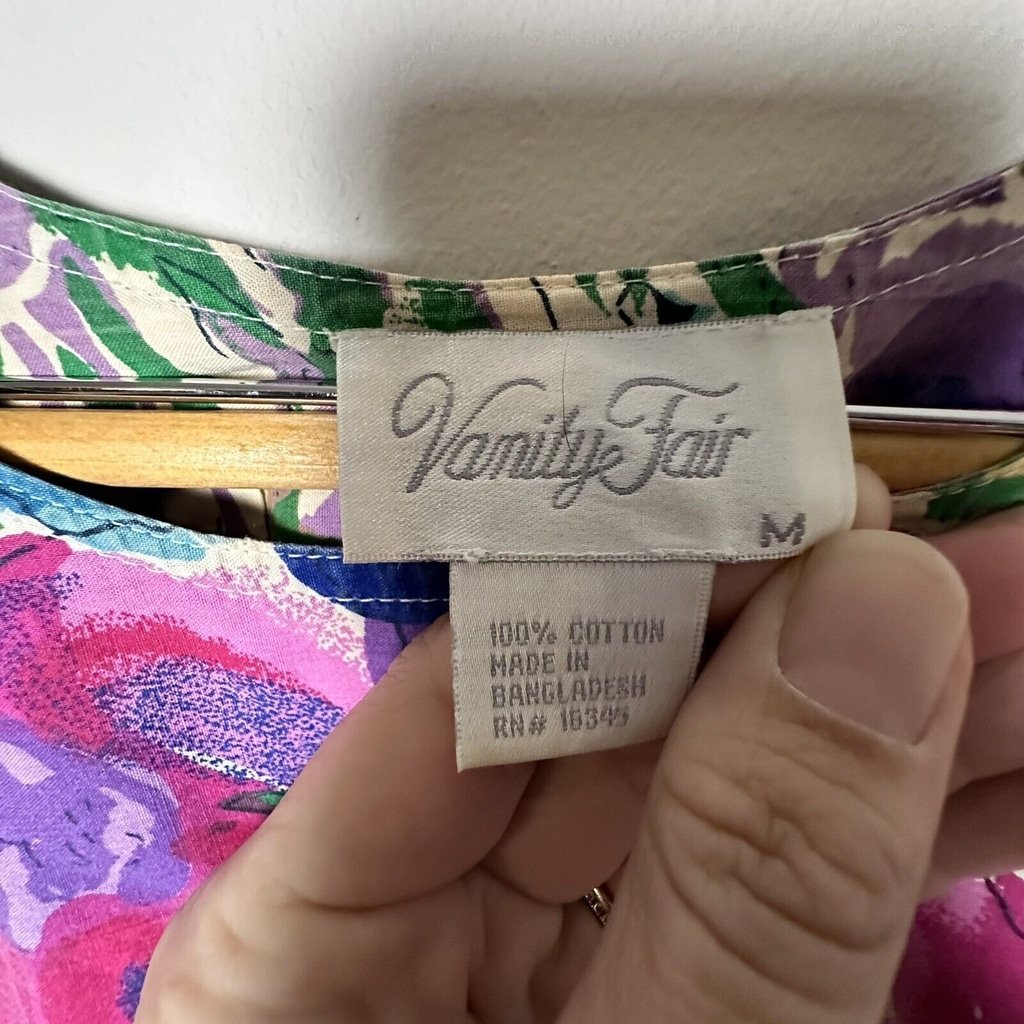 Vanity Fair
M
100% COTTON
MADE IN
BANGLADESH
RN# 16345